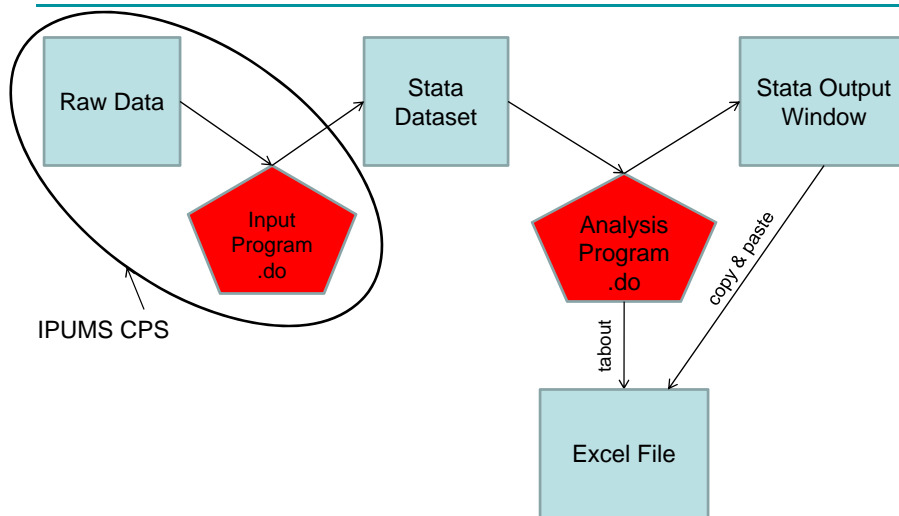 Raw Data
Stata
Dataset
Stata Output
Window
Input
Program
.do
Analysis
Program
.do
IPUMS CPS
tabout
copy & paste
Excel File